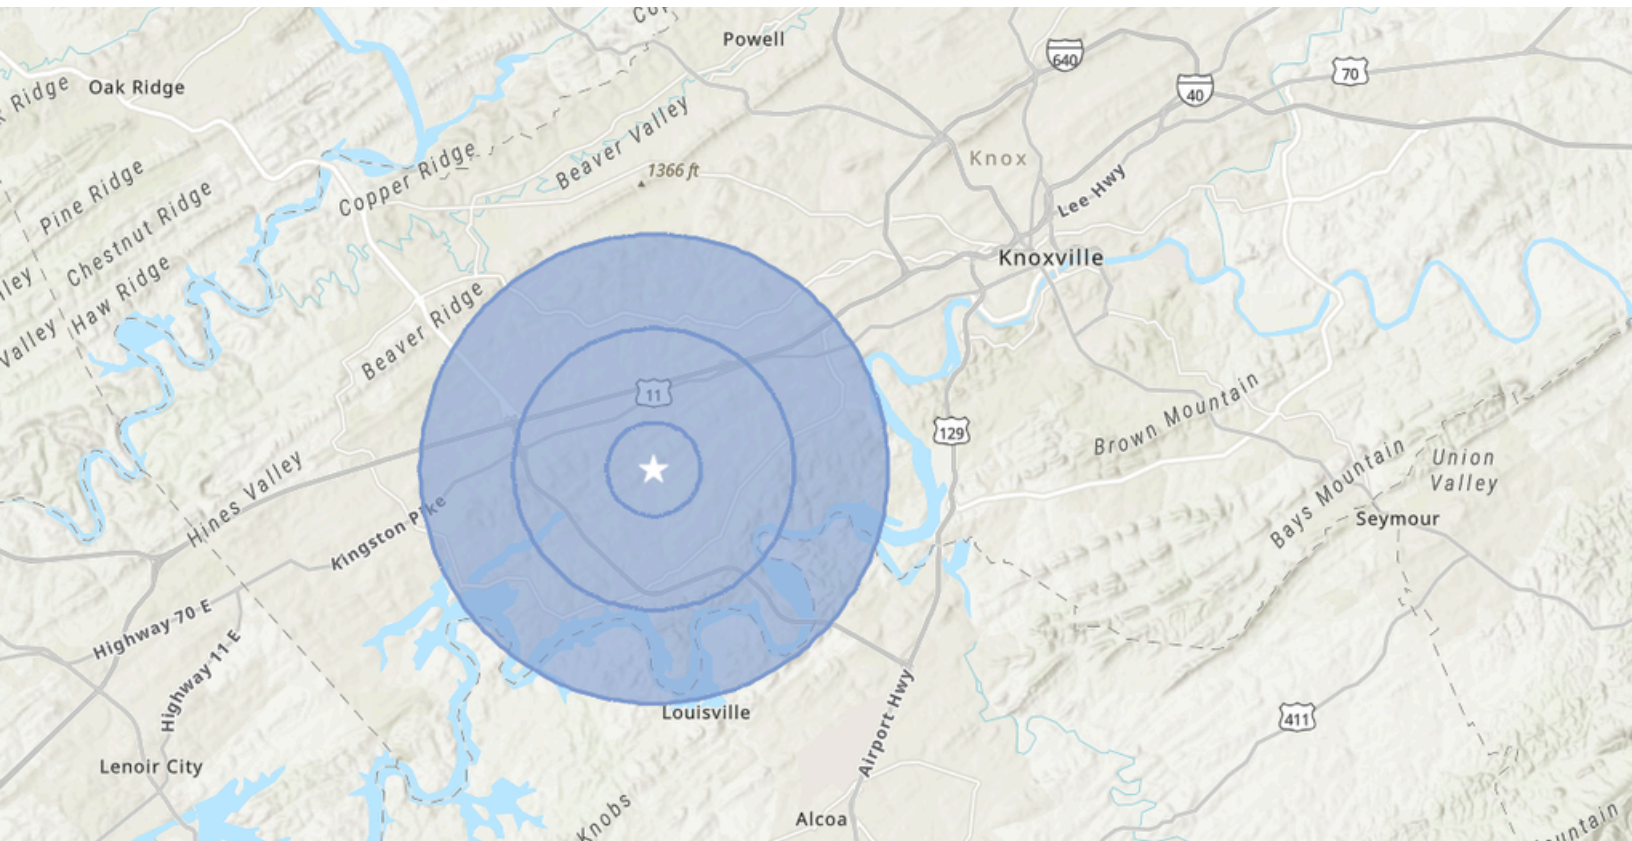 Powell
640
70
Oak Ridge
40
Ridge
Beaver Valley
Knox
Copper Ridge
1366 ft
Pine Ridge
Lee Hwy
Chestnut Ridge
Knoxville
Haw Ridge
Valley
Beaver Ridge
11
Brown Mountain
129
Union
Valley
Hines Valley
Bays Mountain
Seymour
Kingston Pike
Highway 70 E
Highway 11 E
Louisville
411
Airport Hwy
Lenoir City
Alcoa
Knobs